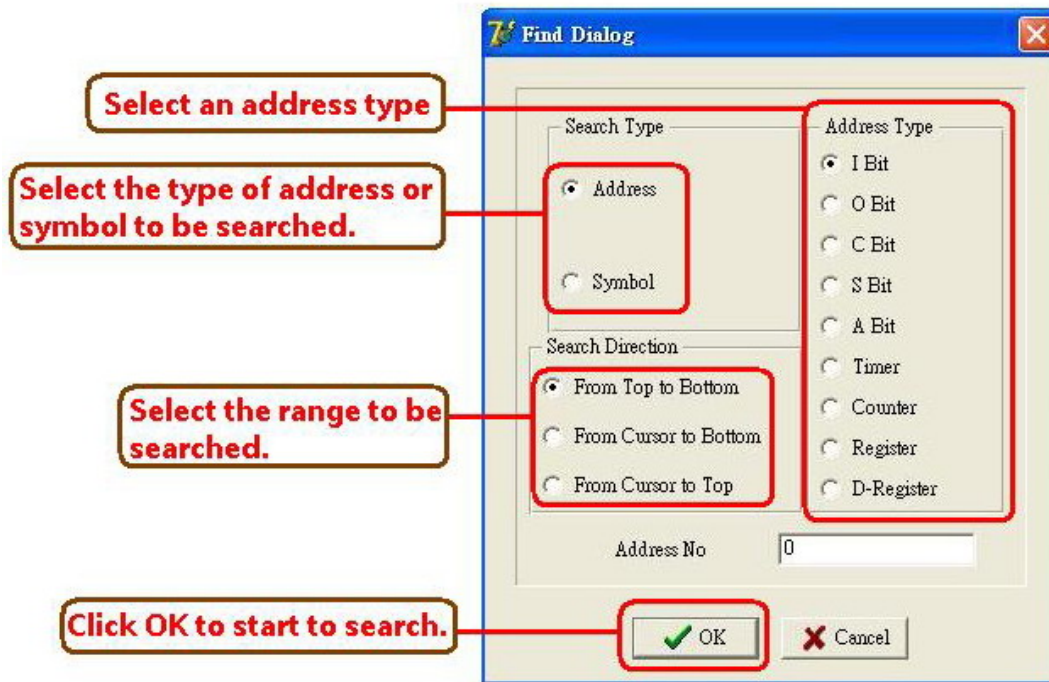 Find Dialog
Select an address type
Select the type of address or
symbol to be searched.
Select the range to be
searched.
Click OK to start to search.
Search Type
Address
Symbol
Search Direction
From Top to Bottom
From Cursor to Bottom
From Cursor to Top
Address Type
I Bit
O Bit
C Bit
S Bit
A Bit
Timer
Counter
Register
D-Register
Address No 0
OK Cancel